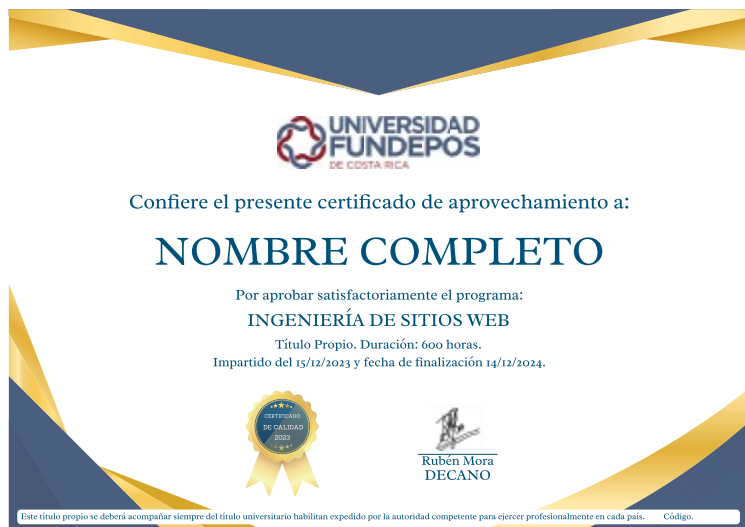 UNIVERSIDAD
FUNDEPOS
DE COSTA RICA
Confiere el presente certificado de aprovechamiento a:
NOMBRE COMPLETO
Por aprobar satisfactoriamente el programa:
INGENIERÍA DE SITIOS WEB
Título Propio. Duración: 600 horas.
Impartido del 15/12/2023 y fecha de finalización 14/12/2024.
CERTIFICADO
DE CALIDAD
2023
Rubén Mora
DECANO
Este título propio se deberá acompañar siempre del título universitario habilitan expedido por la autoridad competente para ejercer profesionalmente en cada país. Código.